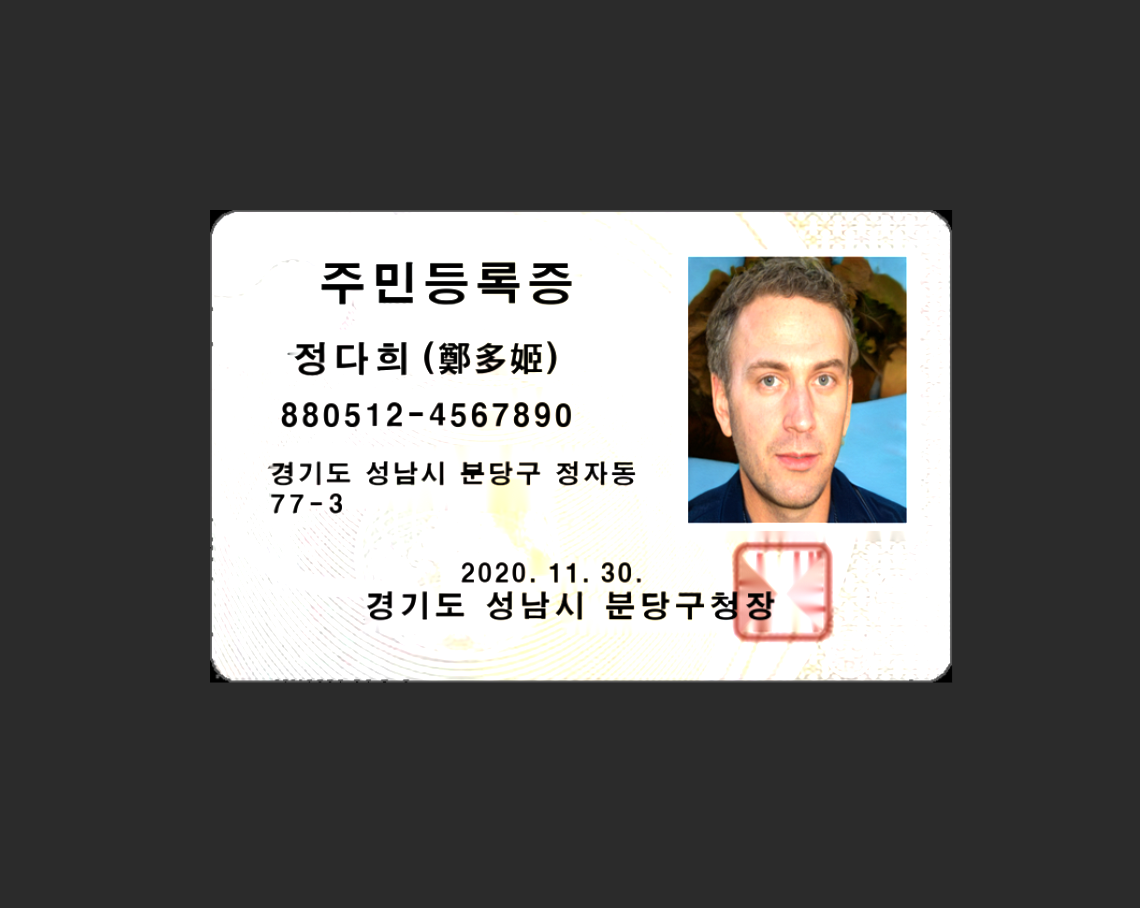 주민등록증
정다희(鄭多姬)
880512-4567890
경기도 성남시 분당구 정자동
77-3
2020. 11. 30.
경기도 성남시 분당구청장